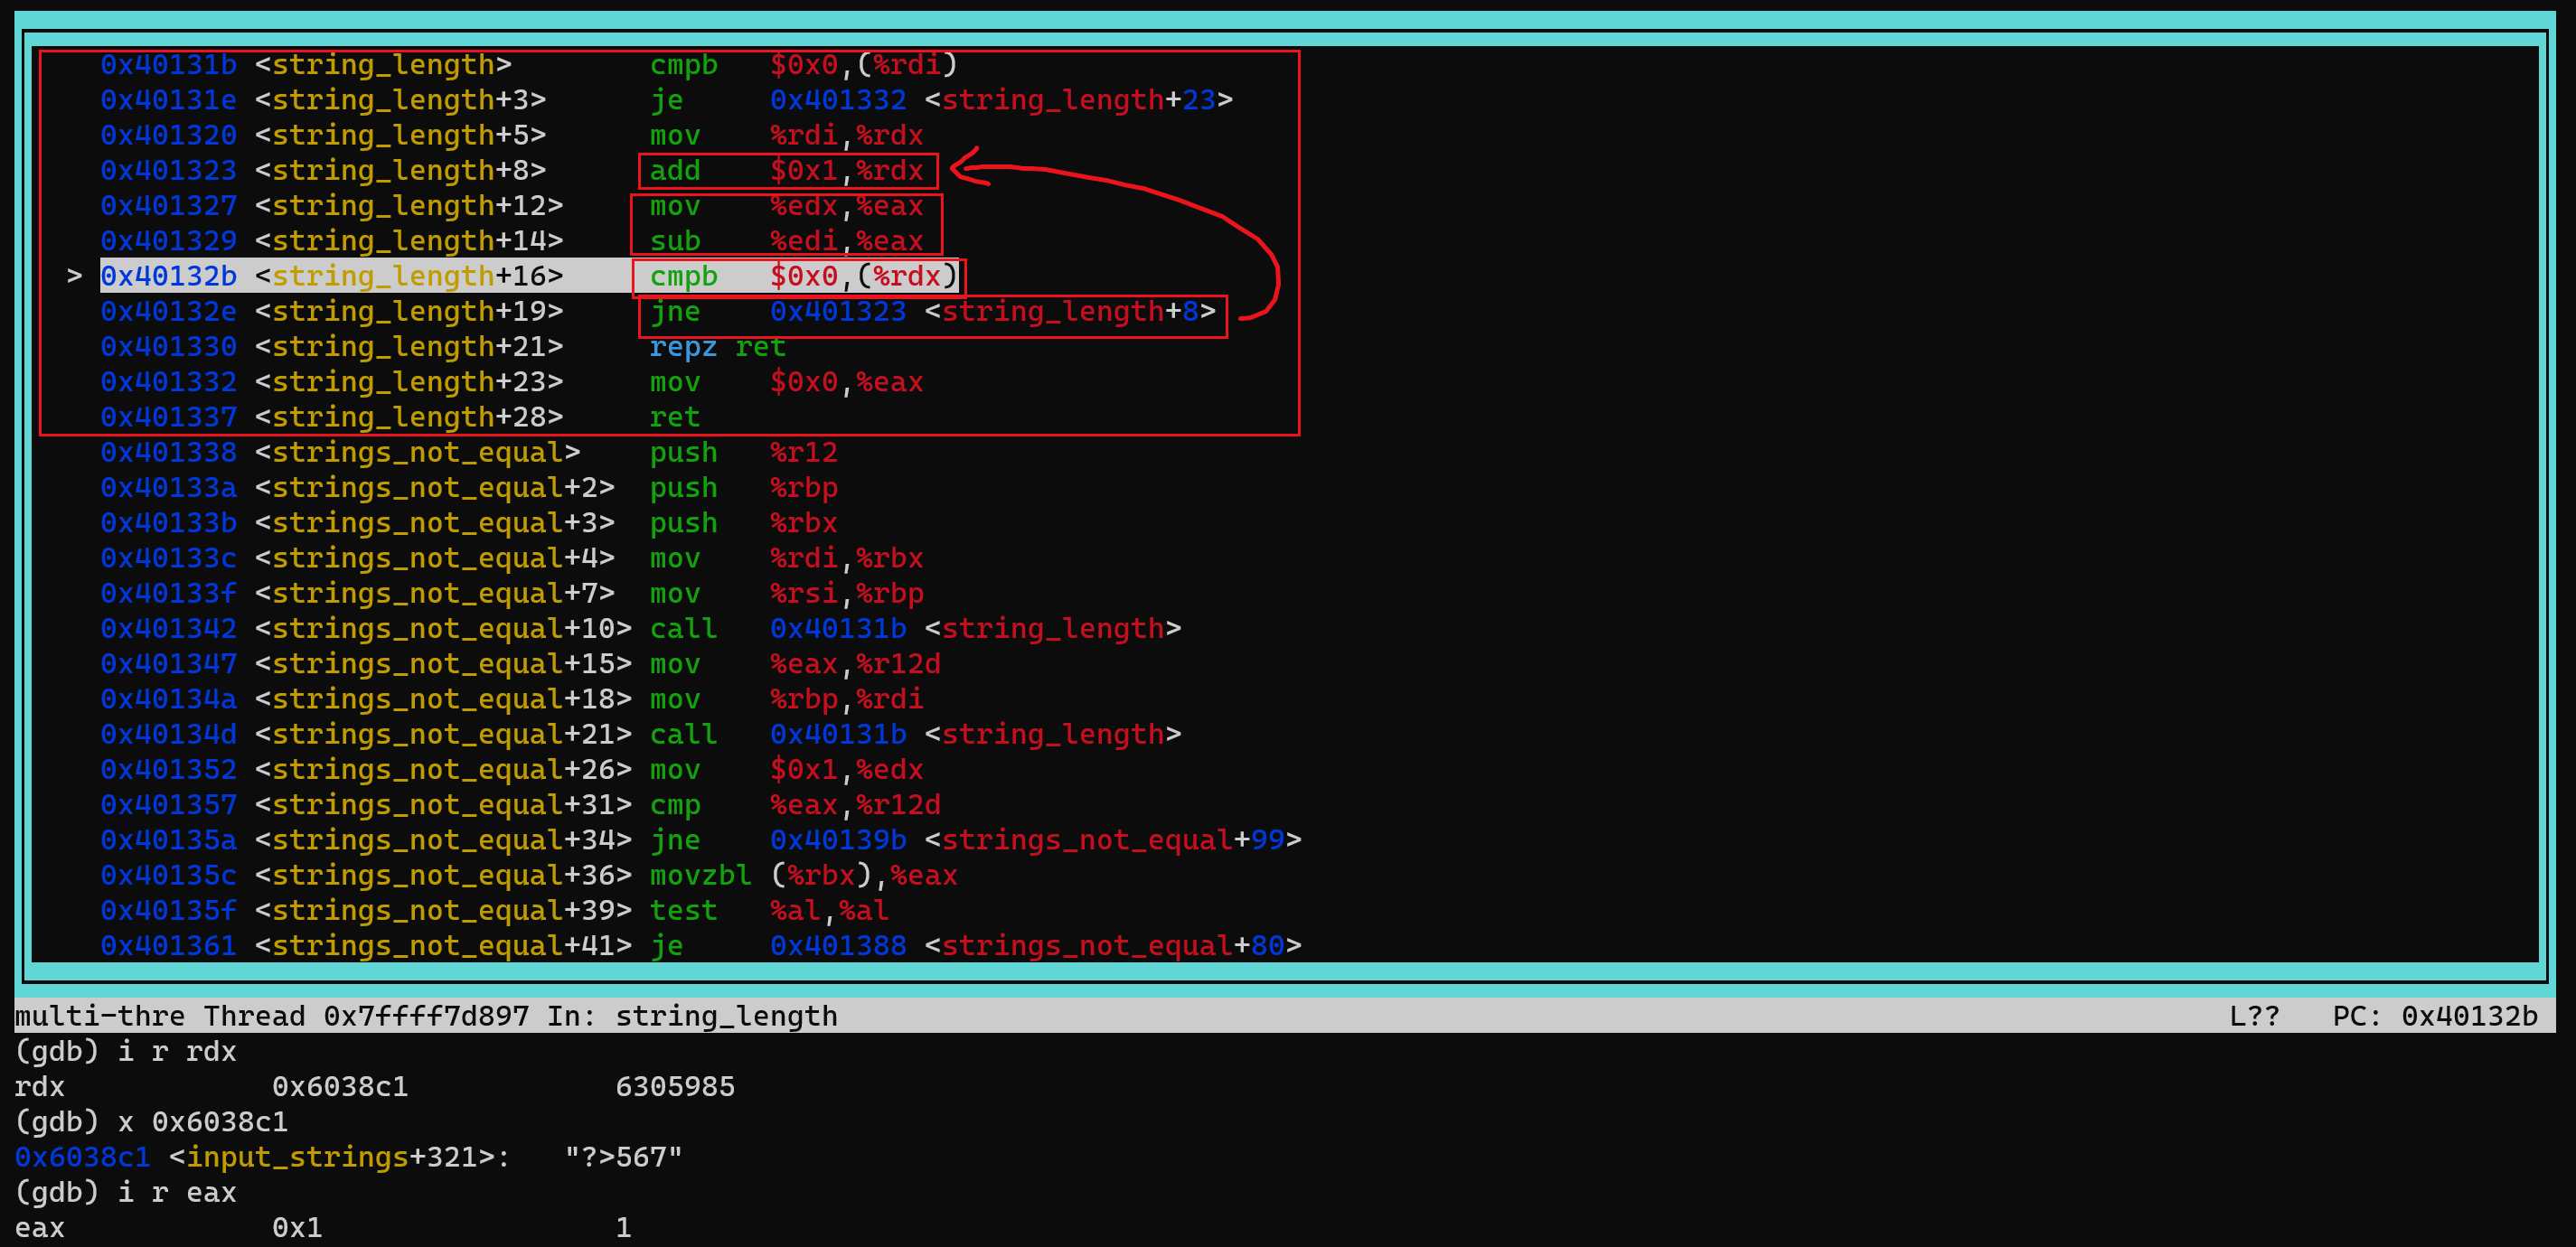 0x40131b <string_length>        cmpb   $0x0,(%rdi)
0x40131e <string_length+3>      je     0x401332 <string_length+23>
0x401320 <string_length+5>      mov    %rdi,%rdx
0x401323 <string_length+8>      add    $0x1,%rdx
0x401327 <string_length+12>     mov    %edx,%eax
0x401329 <string_length+14>     sub    %edi,%eax
> 0x40132b <string_length+16>     cmpb   $0x0,(%rdx)
0x40132e <string_length+19>     jne    0x401323 <string_length+8>
0x401330 <string_length+21>     repz ret
0x401332 <string_length+23>     mov    $0x0,%eax
0x401337 <string_length+28>     ret
0x401338 <strings_not_equal>    push   %r12
0x40133a <strings_not_equal+2>  push   %rbp
0x40133b <strings_not_equal+3>  push   %rbx
0x40133c <strings_not_equal+4>  mov    %rdi,%rbx
0x40133f <strings_not_equal+7>  mov    %rsi,%rbp
0x401342 <strings_not_equal+10> call   0x40131b <string_length>
0x401347 <strings_not_equal+15> mov    %eax,%r12d
0x40134a <strings_not_equal+18> mov    %rbp,%rdi
0x40134d <strings_not_equal+21> call   0x40131b <string_length>
0x401352 <strings_not_equal+26> mov    $0x1,%edx
0x401357 <strings_not_equal+31> cmp    %eax,%r12d
0x40135a <strings_not_equal+34> jne    0x40139b <strings_not_equal+99>
0x40135c <strings_not_equal+36> movzbl (%rbx),%eax
0x40135f <strings_not_equal+39> test   %al,%al
0x401361 <strings_not_equal+41> je     0x401388 <strings_not_equal+80>
multi-thre Thread 0x7ffff7d897 In: string_length L?? PC: 0x40132b
(gdb) i r rdx
rdx            0x6038c1            6305985
(gdb) x 0x6038c1
0x6038c1 <input_strings+321>:   "?>567"
(gdb) i r eax
eax            0x1                 1